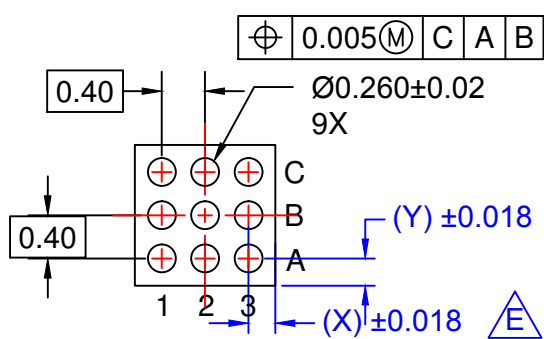 ⌖ 0.005Ⓜ C A B
0.40
Ø0.260±0.02
9X
C
B
(Y) ±0.018
0.40
A
1 2 3
(X) ±0.018
E